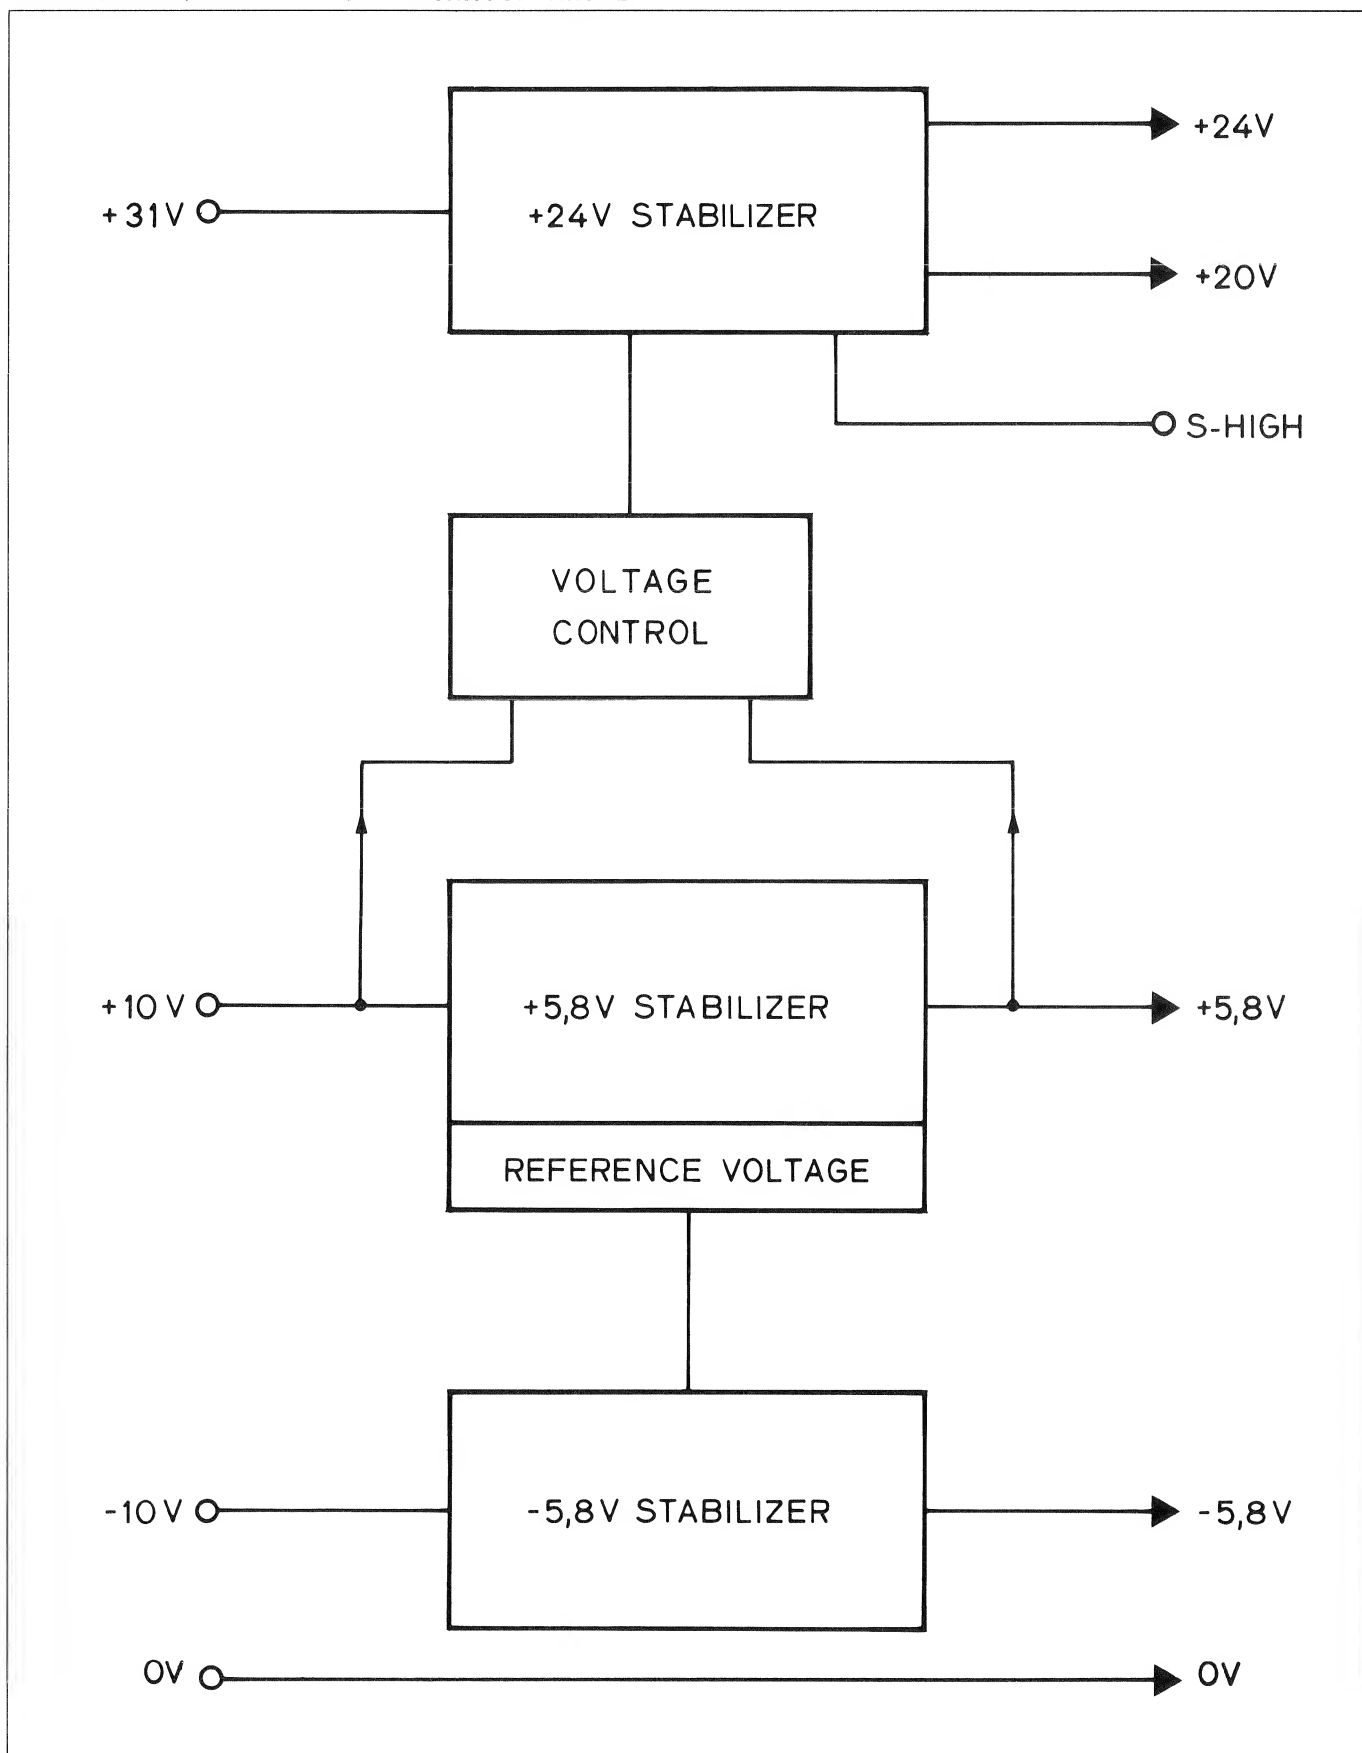 +24V
+31V
+24V STABILIZER
+20V
S-HIGH
VOLTAGE
CONTROL
+10V
+5,8V STABILIZER
+5,8V
REFERENCE VOLTAGE
-10V
-5,8V STABILIZER
-5,8V
0V
0V